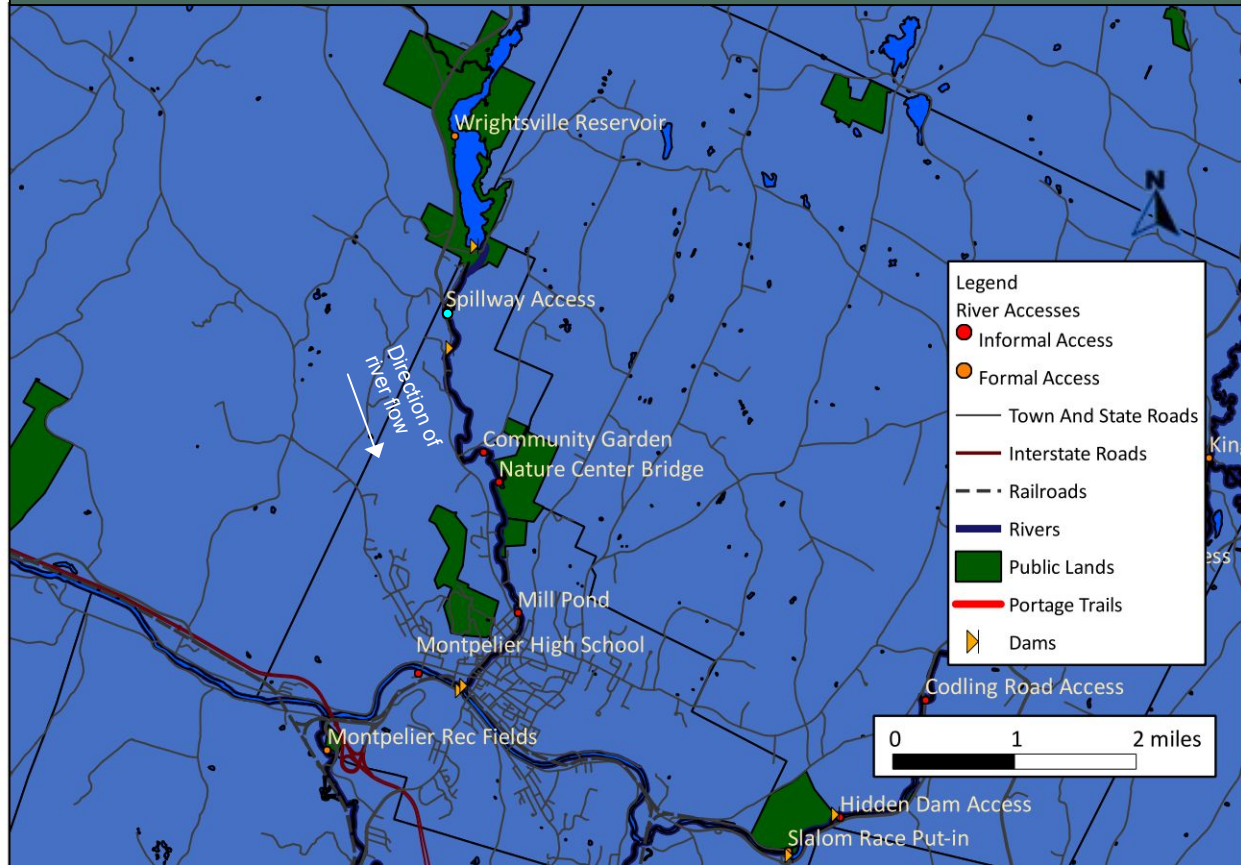 Wrightsville Reservoir
N
Spillway Access
Direction of
river flow
Community Garden
Nature Center Bridge
Mill Pond
Montpelier High School
Montpelier Rec Fields
Legend
River Accesses
Informal Access
Formal Access
Town And State Roads
Interstate Roads
Railroads
Rivers
Public Lands
Portage Trails
Dams
King
ess
Codling Road Access
0 1 2 miles
Hidden Dam Access
Slalom Race Put-in